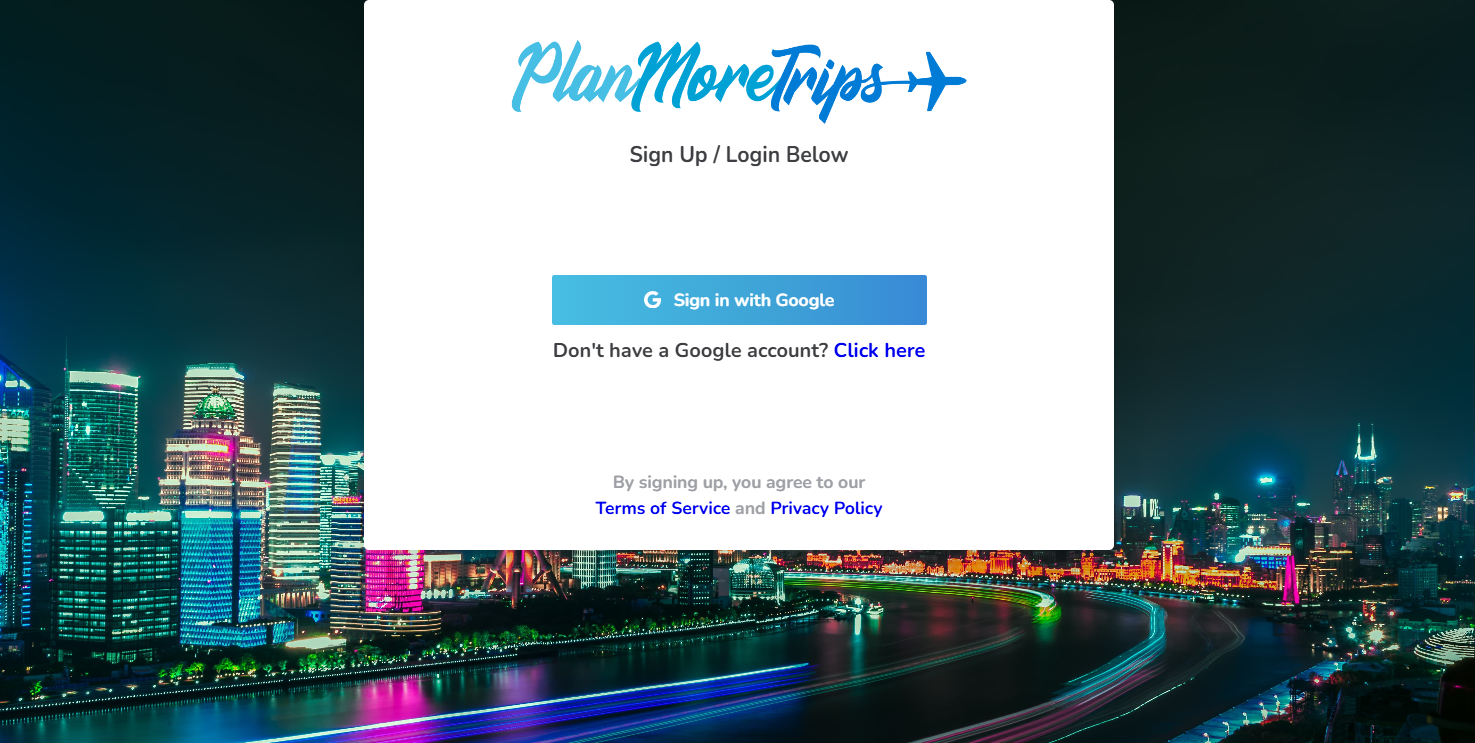 PlanMoreTrips
Sign Up / Login Below
Sign in with Google
Don't have a Google account? Click here
By signing up, you agree to our
Terms of Service and Privacy Policy